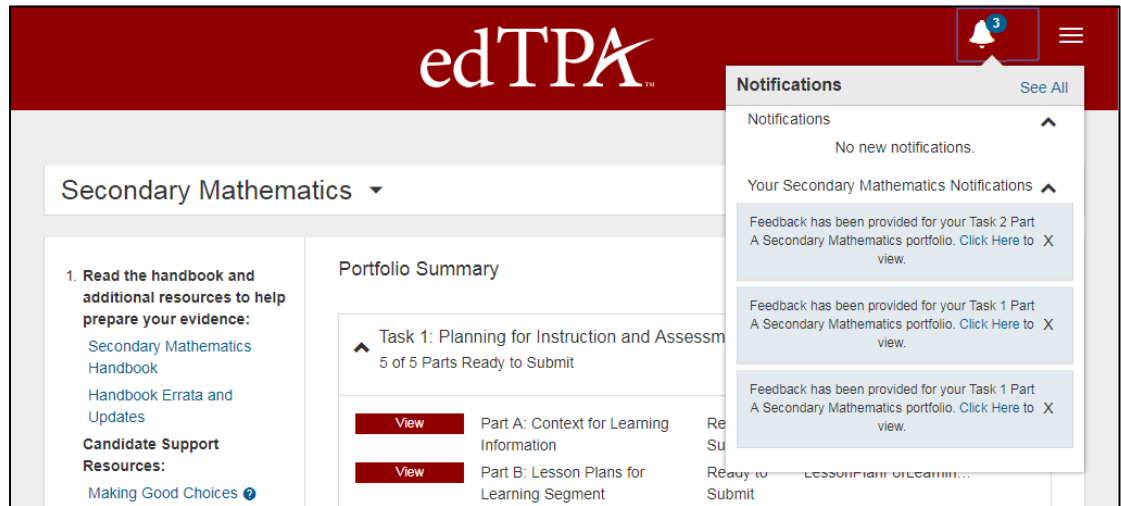 edTPA™
3
Notifications
See All
Notifications
No new notifications.
Your Secondary Mathematics Notifications
Feedback has been provided for your Task 2 Part
A Secondary Mathematics portfolio. Click Here to X
view.
Feedback has been provided for your Task 1 Part
A Secondary Mathematics portfolio. Click Here to X
view.
Feedback has been provided for your Task 1 Part
A Secondary Mathematics portfolio. Click Here to X
view.
Secondary Mathematics
1. Read the handbook and
additional resources to help
prepare your evidence:
Secondary Mathematics
Handbook
Handbook Errata and
Updates
Candidate Support
Resources:
Making Good Choices ?
Portfolio Summary
Task 1: Planning for Instruction and Assessm
5 of 5 Parts Ready to Submit
View
Part A: Context for Learning
Information
Re
Su
View
Part B: Lesson Plans for
Learning Segment
Ready to
Submit
LessonPlanForLearnin...